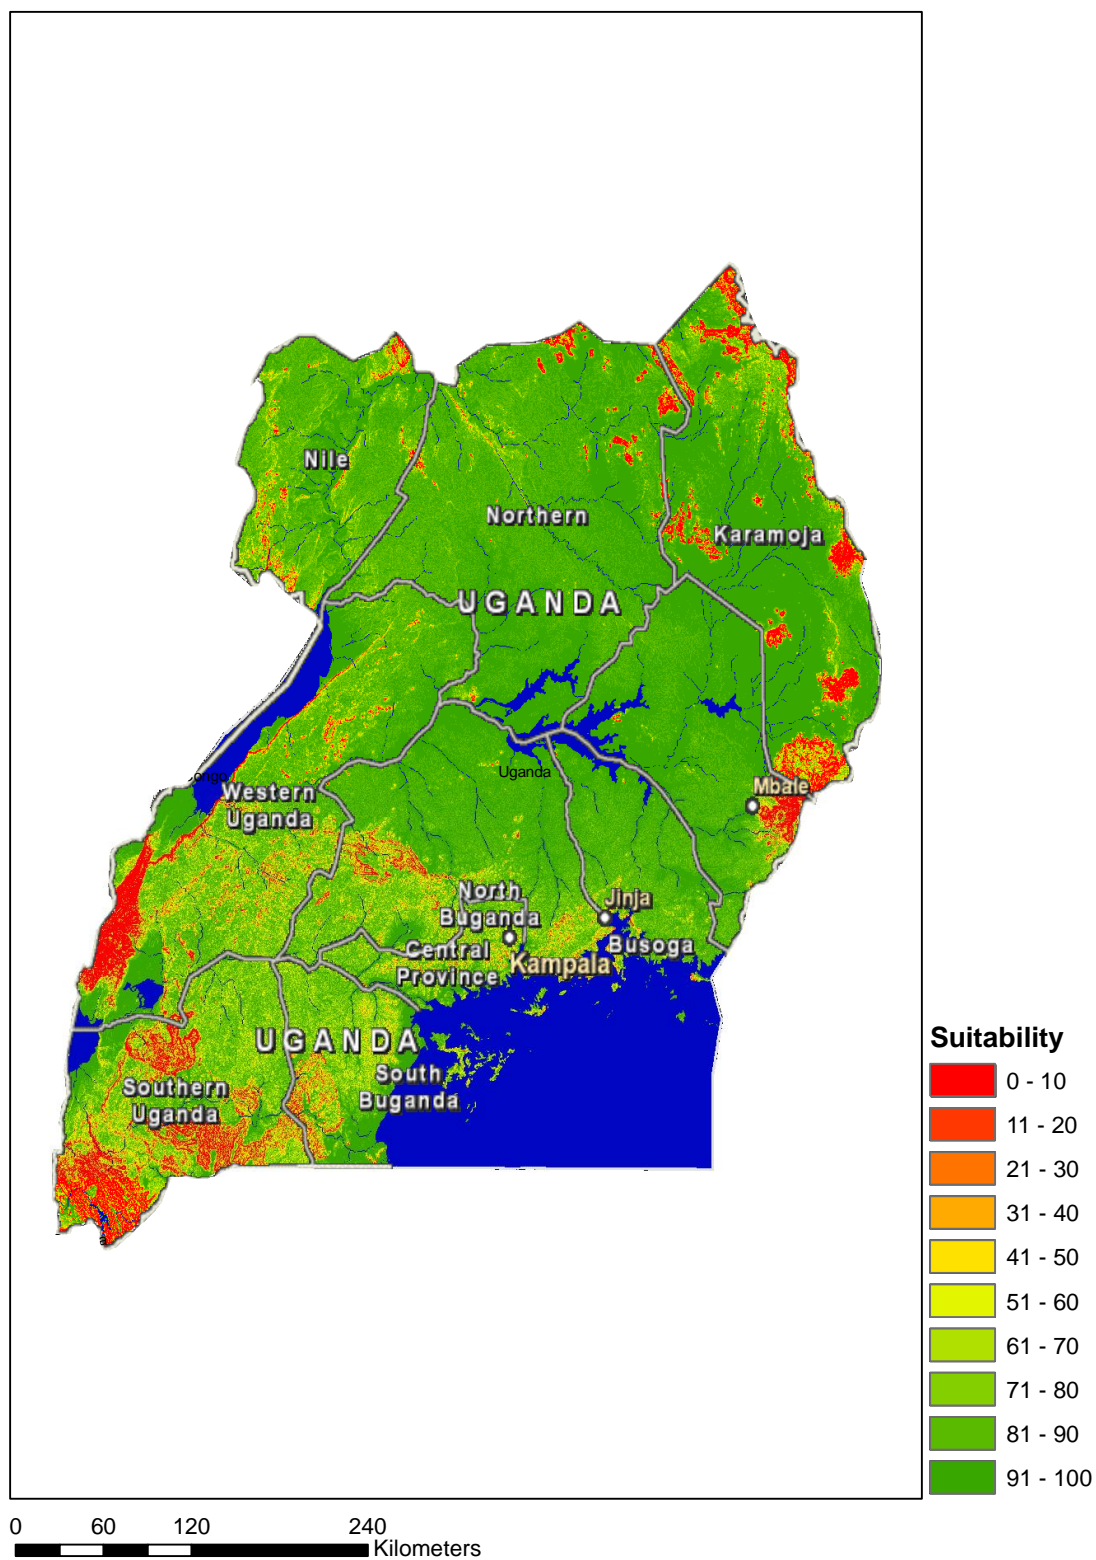 Nile
Northern
Karamoja
UGANDA
Uganda
Congo
Western
Uganda
Mbale
North
Buganda
Jinja
Busoga
Central
Province
Kampala
UGANDA
South
Buganda
Southern
Uganda
Suitability
0 - 10
11 - 20
21 - 30
31 - 40
41 - 50
51 - 60
61 - 70
71 - 80
81 - 90
91 - 100
0 60 120 240
Kilometers